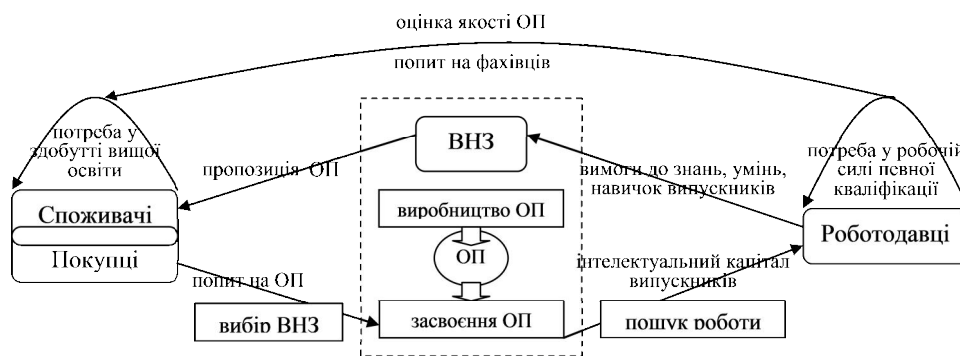 оцінка якості ОП
попит на фахівців
потреба у
здобутті вищої
освіти
пропозиція ОП
ВНЗ
вимоги до знань, умінь,
навичок випускників
потреба у робочій
силі певної
кваліфікації
Споживачі
Покупці
виробництво ОП
ОП
Роботодавці
попит на ОП
інтелектуальний капітал
випускників
вибір ВНЗ
засвоєння ОП
пошук роботи